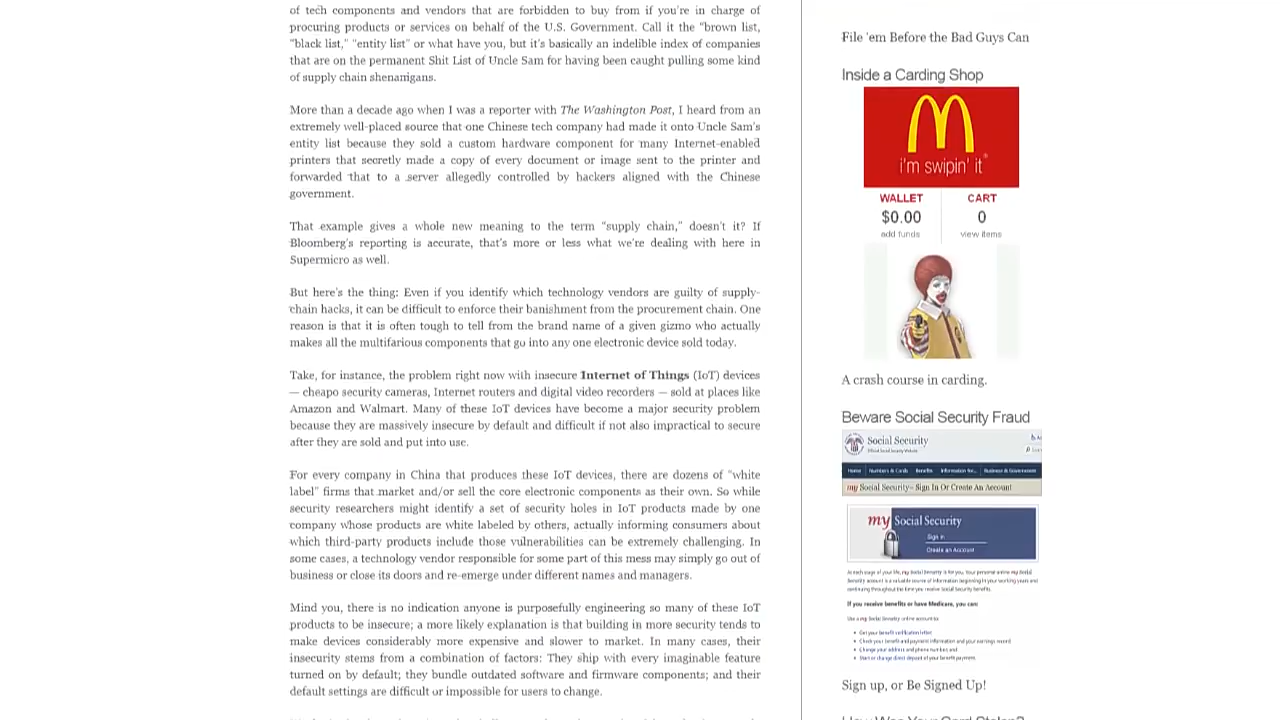 of tech components and vendors that are forbidden to buy from if you're in charge of
procuring products or services on behalf of the U.S. Government. Call it the "brown list,
"black list," "entity list" or what have you, but it's basically an indelible index of companies
that are on the permanent Shit List of Uncle Sam for having been caught pulling some kind
of supply chain shenanigans.
More than a decade ago when I was a reporter with The Washington Post, I heard from an
extremely well-placed source that one Chinese tech company had made it onto Uncle Sam's
entity list because they sold a custom hardware component for many Internet-enabled
printers that secretly made a copy of every document or image sent to the printer and
forwarded that to a server allegedly controlled by hackers aligned with the Chinese
government.
That example gives a whole new meaning to the term "supply chain," doesn't it? If
Bloomberg's reporting is accurate, that's more or less what we're dealing with here in
Supermicro as well.
But here's the thing: Even if you identify which technology vendors are guilty of supply-
chain hacks, it can be difficult to enforce their banishment from the procurement chain. One
reason is that it is often tough to tell from the brand name of a given gizmo who actually
makes all the multifarious components that go into any one electronic device sold today.
Take, for instance, the problem right now with insecure Internet of Things (IoT) devices
— cheapo security cameras, Internet routers and digital video recorders — sold at places like
Amazon and Walmart. Many of these IoT devices have become a major security problem
because they are massively insecure by default and difficult if not also impractical to secure
after they are sold and put into use.
For every company in China that produces these IoT devices, there are dozens of "white
label" firms that market and/or sell the core electronic components as their own. So while
security researchers might identify a set of security holes in IoT products made by one
company whose products are white labeled by others, actually informing consumers about
which third-party products include those vulnerabilities can be extremely challenging. In
some cases, a technology vendor responsible for some part of this mess may simply go out of
business or close its doors and re-emerge under different names and managers.
Mind you, there is no indication anyone is purposefully engineering so many of these IoT
products to be insecure; a more likely explanation is that building in more security tends to
make devices considerably more expensive and slower to market. In many cases, their
insecurity stems from a combination of factors: They ship with every imaginable feature
turned on by default; they bundle outdated software and firmware components; and their
default settings are difficult or impossible for users to change.
File 'em Before the Bad Guys Can
Inside a Carding Shop
i'm swipin' it
WALLET CART
$0.00 0
add funds view items
A crash course in carding.
Beware Social Security Fraud
Social Security
Home Numbers & Cards Benefits Information for... Business & Government
my Social Security– Sign In Or Create An Account
my Social Security
Sign in
Create an Account
If you receive benefits or have Medicare, you can:
Use a my Social Security online account to:
Get your benefit verification letter
Change your address and phone number; and
Start or change direct deposit of your benefit payment.
Sign up, or Be Signed Up!